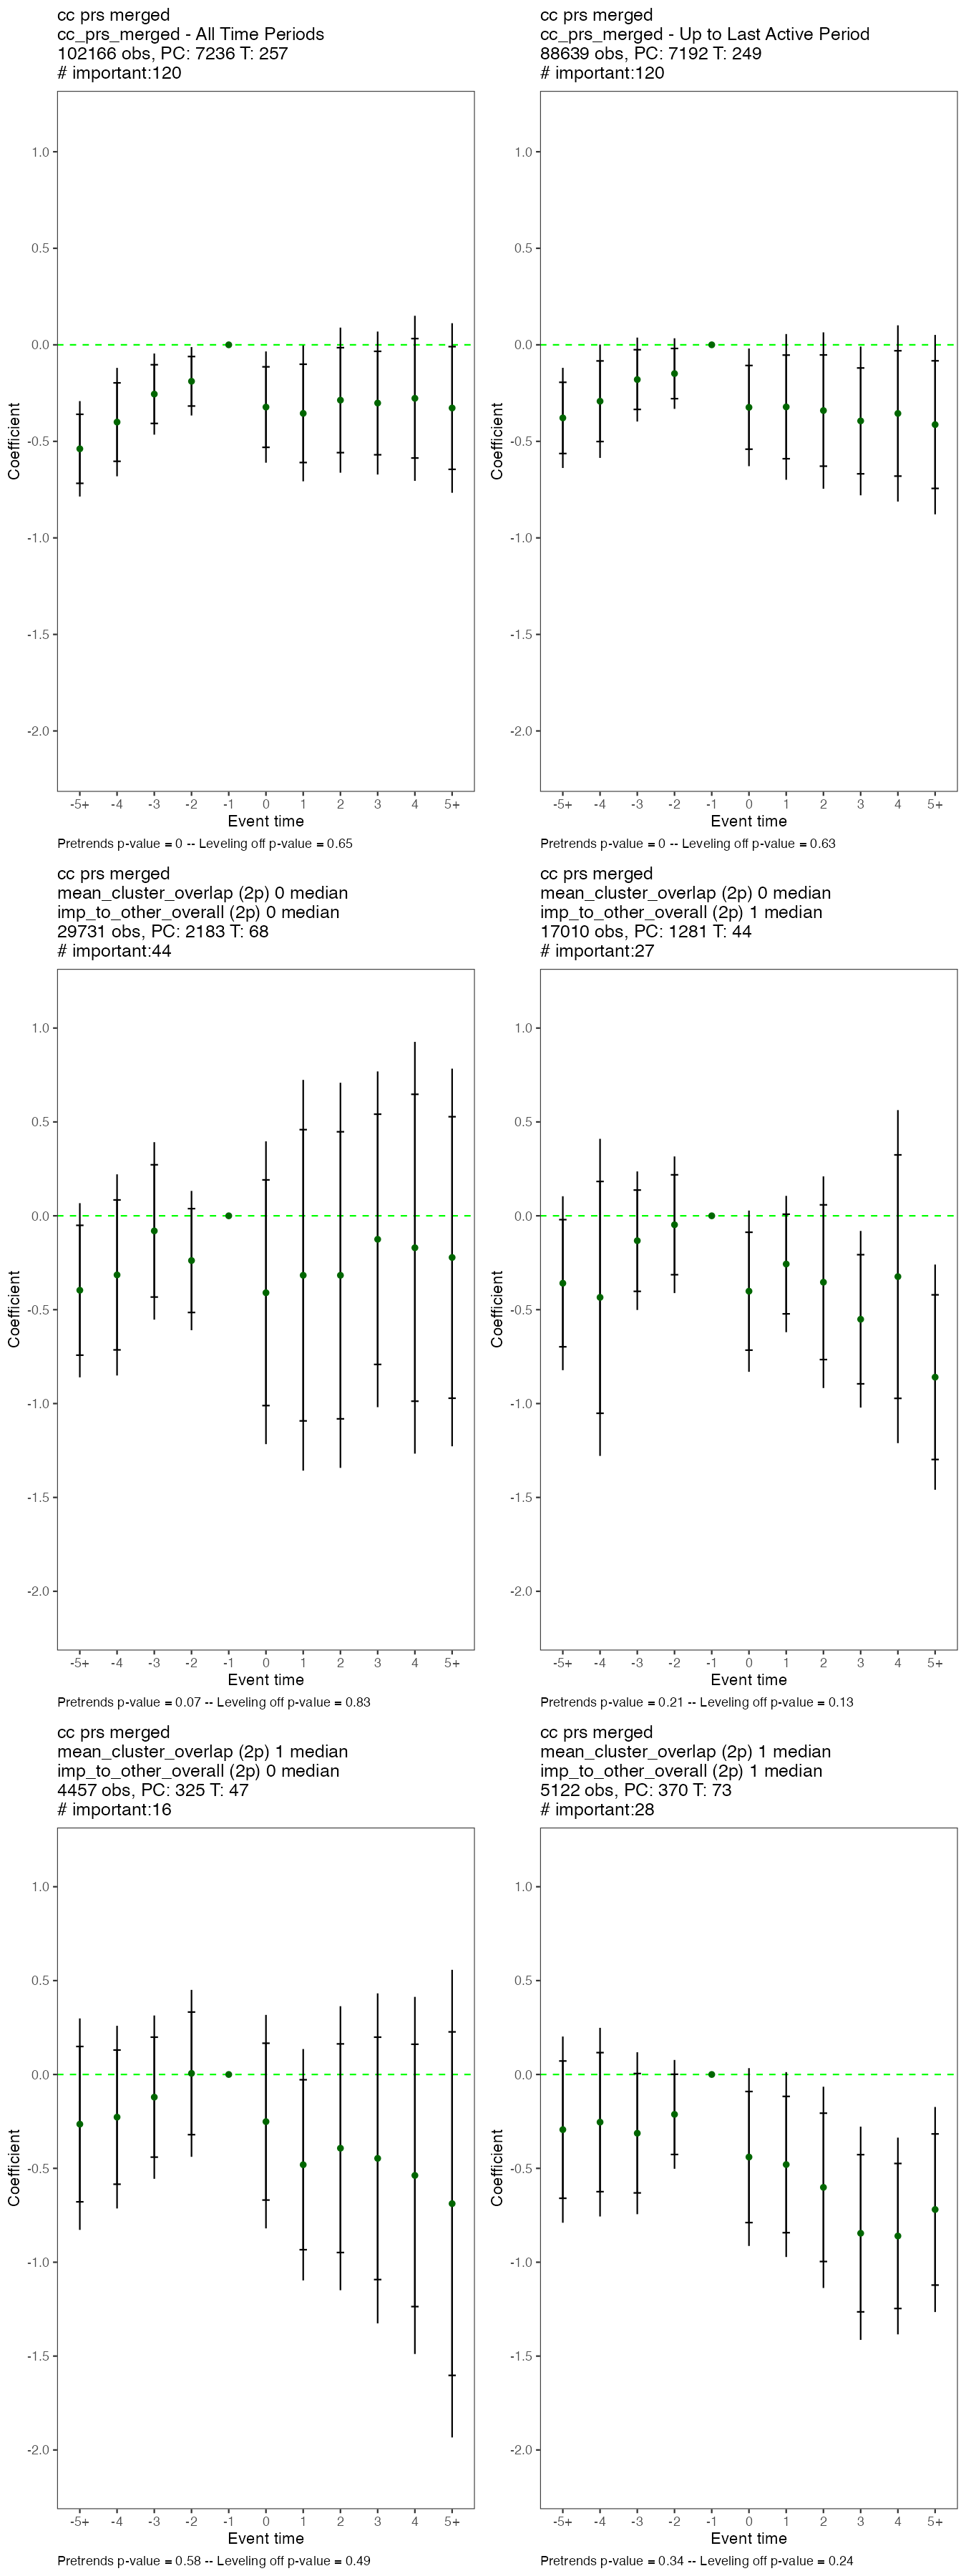 cc prs merged
cc_prs_merged - All Time Periods
102166 obs, PC: 7236 T: 257
# important:120
1.0
0.5
0.0
-0.5
-1.0
-1.5
-2.0
Coefficient
-5+ -4 -3 -2 -1 0 1 2 3 4 5+
Event time
Pretrends p-value = 0 -- Leveling off p-value = 0.65
cc prs merged
cc_prs_merged - Up to Last Active Period
88639 obs, PC: 7192 T: 249
# important:120
1.0
0.5
0.0
-0.5
-1.0
-1.5
-2.0
Coefficient
-5+ -4 -3 -2 -1 0 1 2 3 4 5+
Event time
Pretrends p-value = 0 -- Leveling off p-value = 0.63
cc prs merged
mean_cluster_overlap (2p) 0 median
imp_to_other_overall (2p) 0 median
29731 obs, PC: 2183 T: 68
# important:44
1.0
0.5
0.0
-0.5
-1.0
-1.5
-2.0
Coefficient
-5+ -4 -3 -2 -1 0 1 2 3 4 5+
Event time
Pretrends p-value = 0.07 -- Leveling off p-value = 0.83
cc prs merged
mean_cluster_overlap (2p) 0 median
imp_to_other_overall (2p) 1 median
17010 obs, PC: 1281 T: 44
# important:27
1.0
0.5
0.0
-0.5
-1.0
-1.5
-2.0
Coefficient
-5+ -4 -3 -2 -1 0 1 2 3 4 5+
Event time
Pretrends p-value = 0.21 -- Leveling off p-value = 0.13
cc prs merged
mean_cluster_overlap (2p) 1 median
imp_to_other_overall (2p) 0 median
4457 obs, PC: 325 T: 47
# important:16
1.0
0.5
0.0
-0.5
-1.0
-1.5
-2.0
Coefficient
-5+ -4 -3 -2 -1 0 1 2 3 4 5+
Event time
Pretrends p-value = 0.58 -- Leveling off p-value = 0.49
cc prs merged
mean_cluster_overlap (2p) 1 median
imp_to_other_overall (2p) 1 median
5122 obs, PC: 370 T: 73
# important:28
1.0
0.5
0.0
-0.5
-1.0
-1.5
-2.0
Coefficient
-5+ -4 -3 -2 -1 0 1 2 3 4 5+
Event time
Pretrends p-value = 0.34 -- Leveling off p-value = 0.24